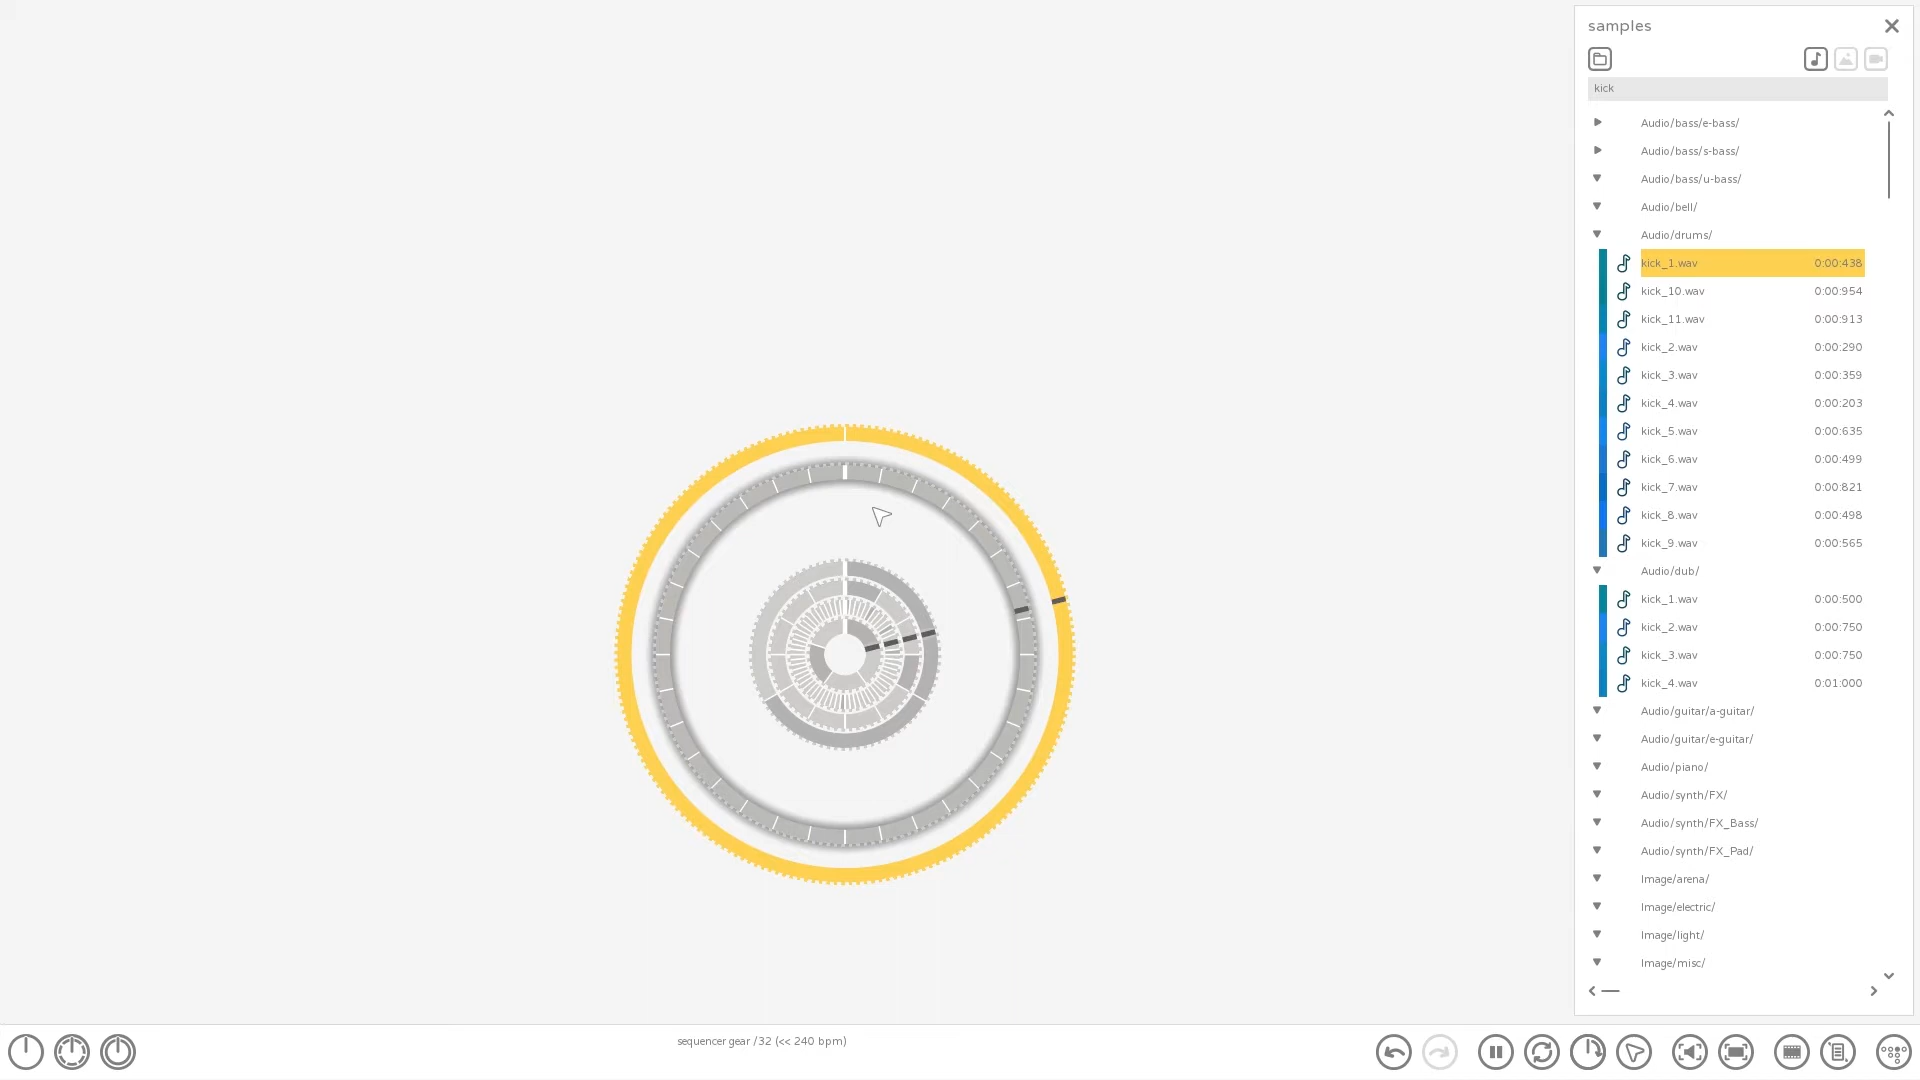 samples
kick
Audio/bass/e-bass/
Audio/bass/s-bass/
Audio/bass/u-bass/
Audio/bell/
Audio/drums/
kick_1.wav 0:00:438
kick_10.wav 0:00:954
kick_11.wav 0:00:913
kick_2.wav 0:00:290
kick_3.wav 0:00:359
kick_4.wav 0:00:203
kick_5.wav 0:00:635
kick_6.wav 0:00:499
kick_7.wav 0:00:821
kick_8.wav 0:00:498
kick_9.wav 0:00:565
Audio/dub/
kick_1.wav 0:00:500
kick_2.wav 0:00:750
kick_3.wav 0:00:750
kick_4.wav 0:01:000
Audio/guitar/a-guitar/
Audio/guitar/e-guitar/
Audio/piano/
Audio/synth/FX/
Audio/synth/FX_Bass/
Audio/synth/FX_Pad/
Image/arena/
Image/electric/
Image/light/
Image/misc/
sequencer gear /32 (<< 240 bpm)